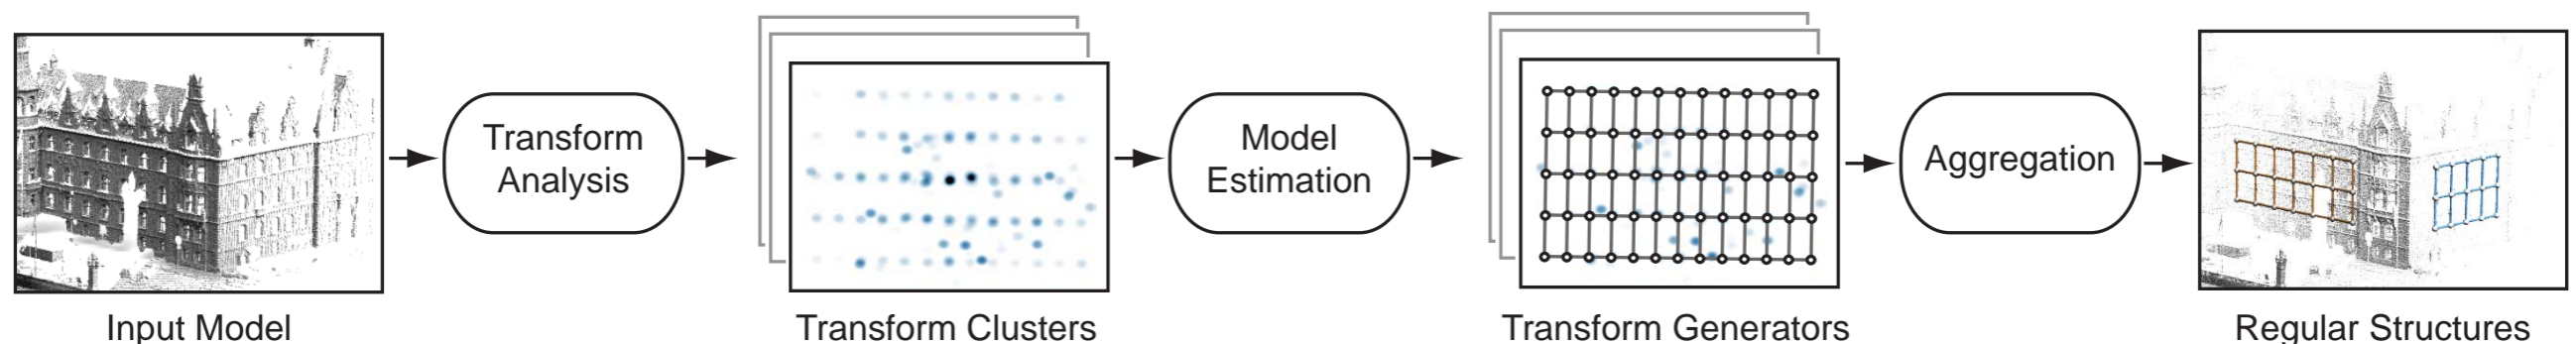 Transform
Analysis
Model
Estimation
Aggregation
Input Model
Transform Clusters
Transform Generators
Regular Structures